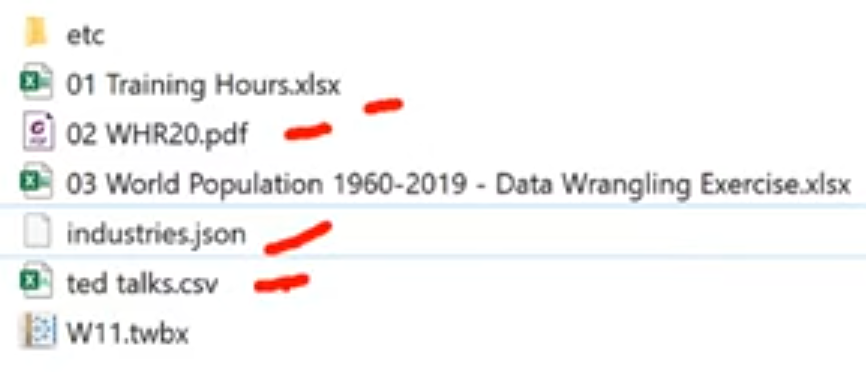 etc
01 Training Hours.xlsx
02 WHR20.pdf
03 World Population 1960-2019 - Data Wrangling Exercise.xlsx
industries.json
ted talks.csv
W11.twbx